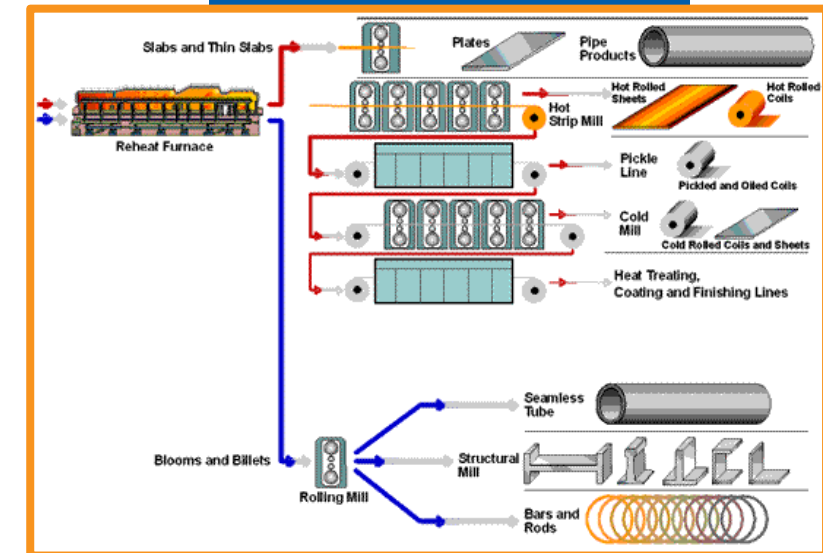 Slabs and Thin Slabs
Plates
Pipe
Products
Reheat Furnace
Hot
Strip Mill
Hot Rolled
Sheets
Hot Rolled
Coils
Pickle
Line
Pickled and Oiled Coils
Cold
Mill
Cold Rolled Coils and Sheets
Heat Treating,
Coating and Finishing Lines
Blooms and Billets
Rolling Mill
Seamless
Tube
Structural
Mill
Bars and
Rods